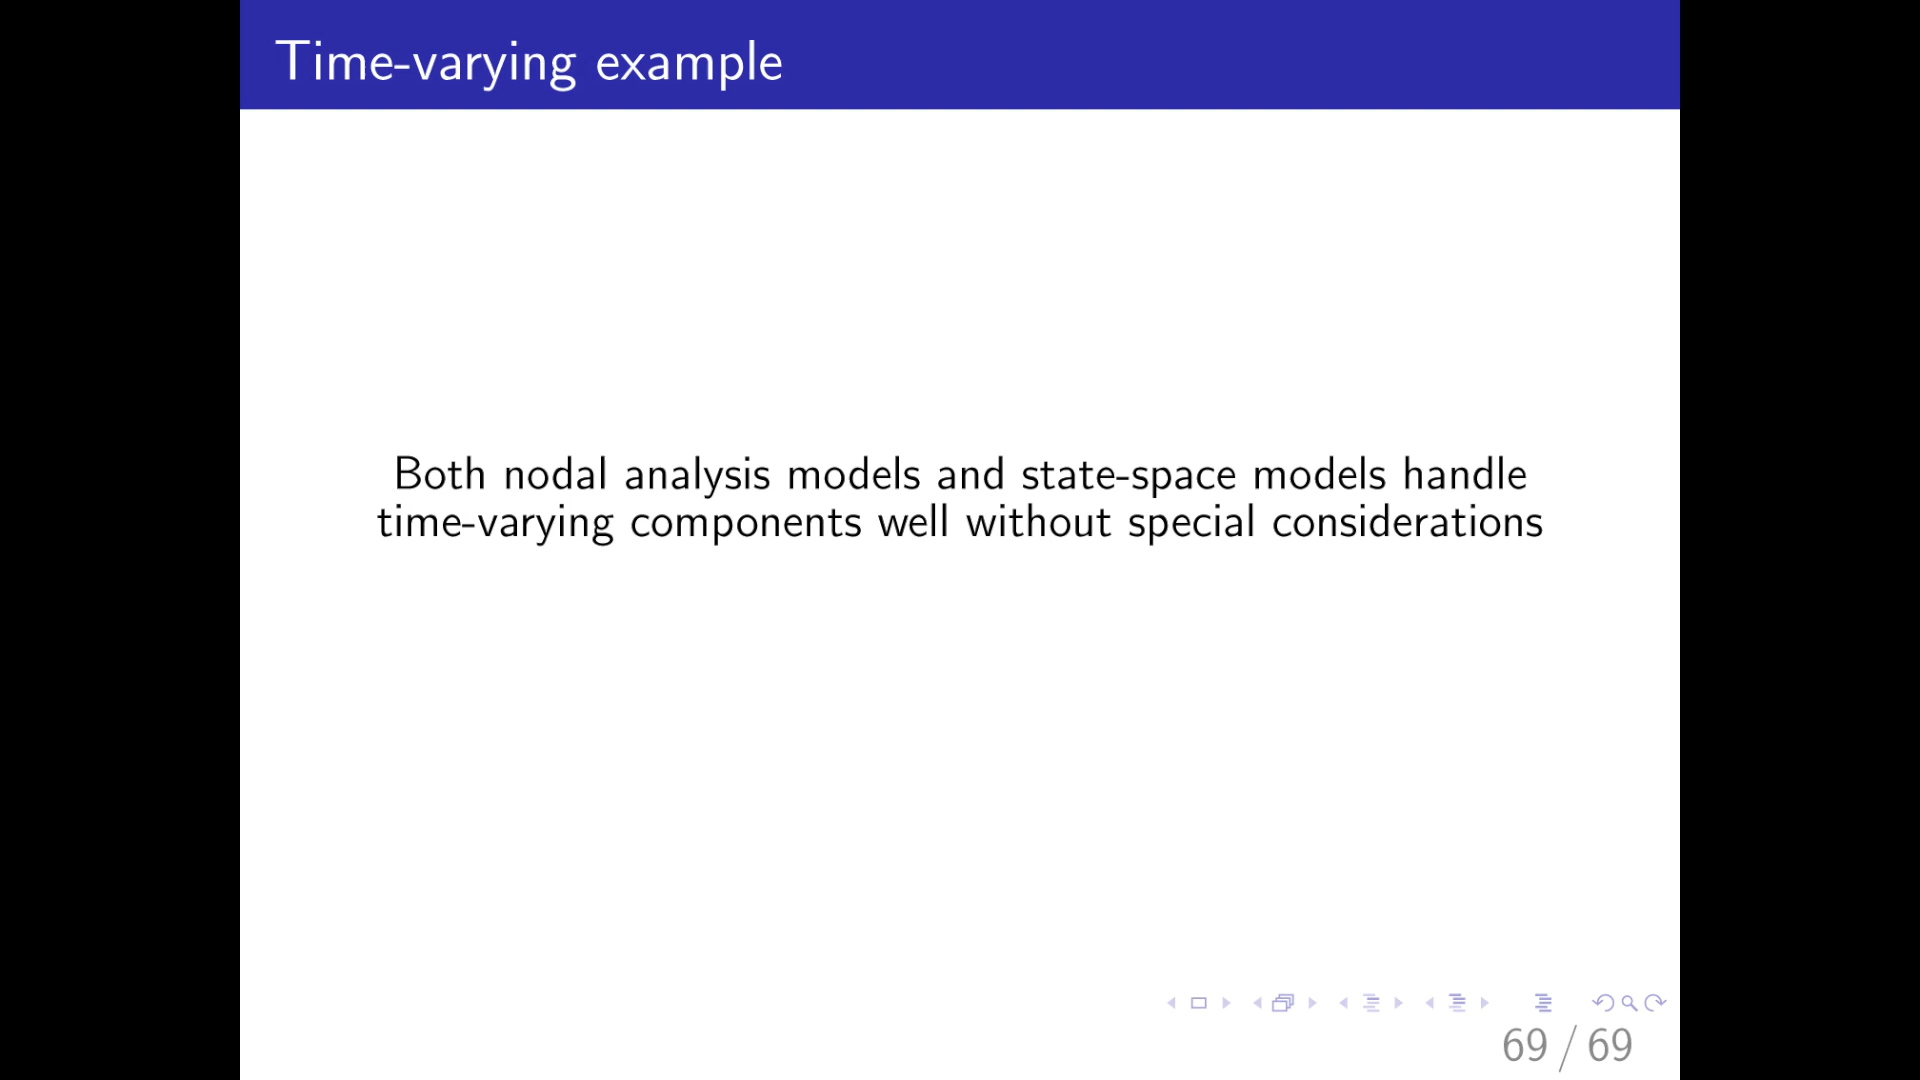 Time-varying example
Both nodal analysis models and state-space models handle
time-varying components well without special considerations
69 / 69